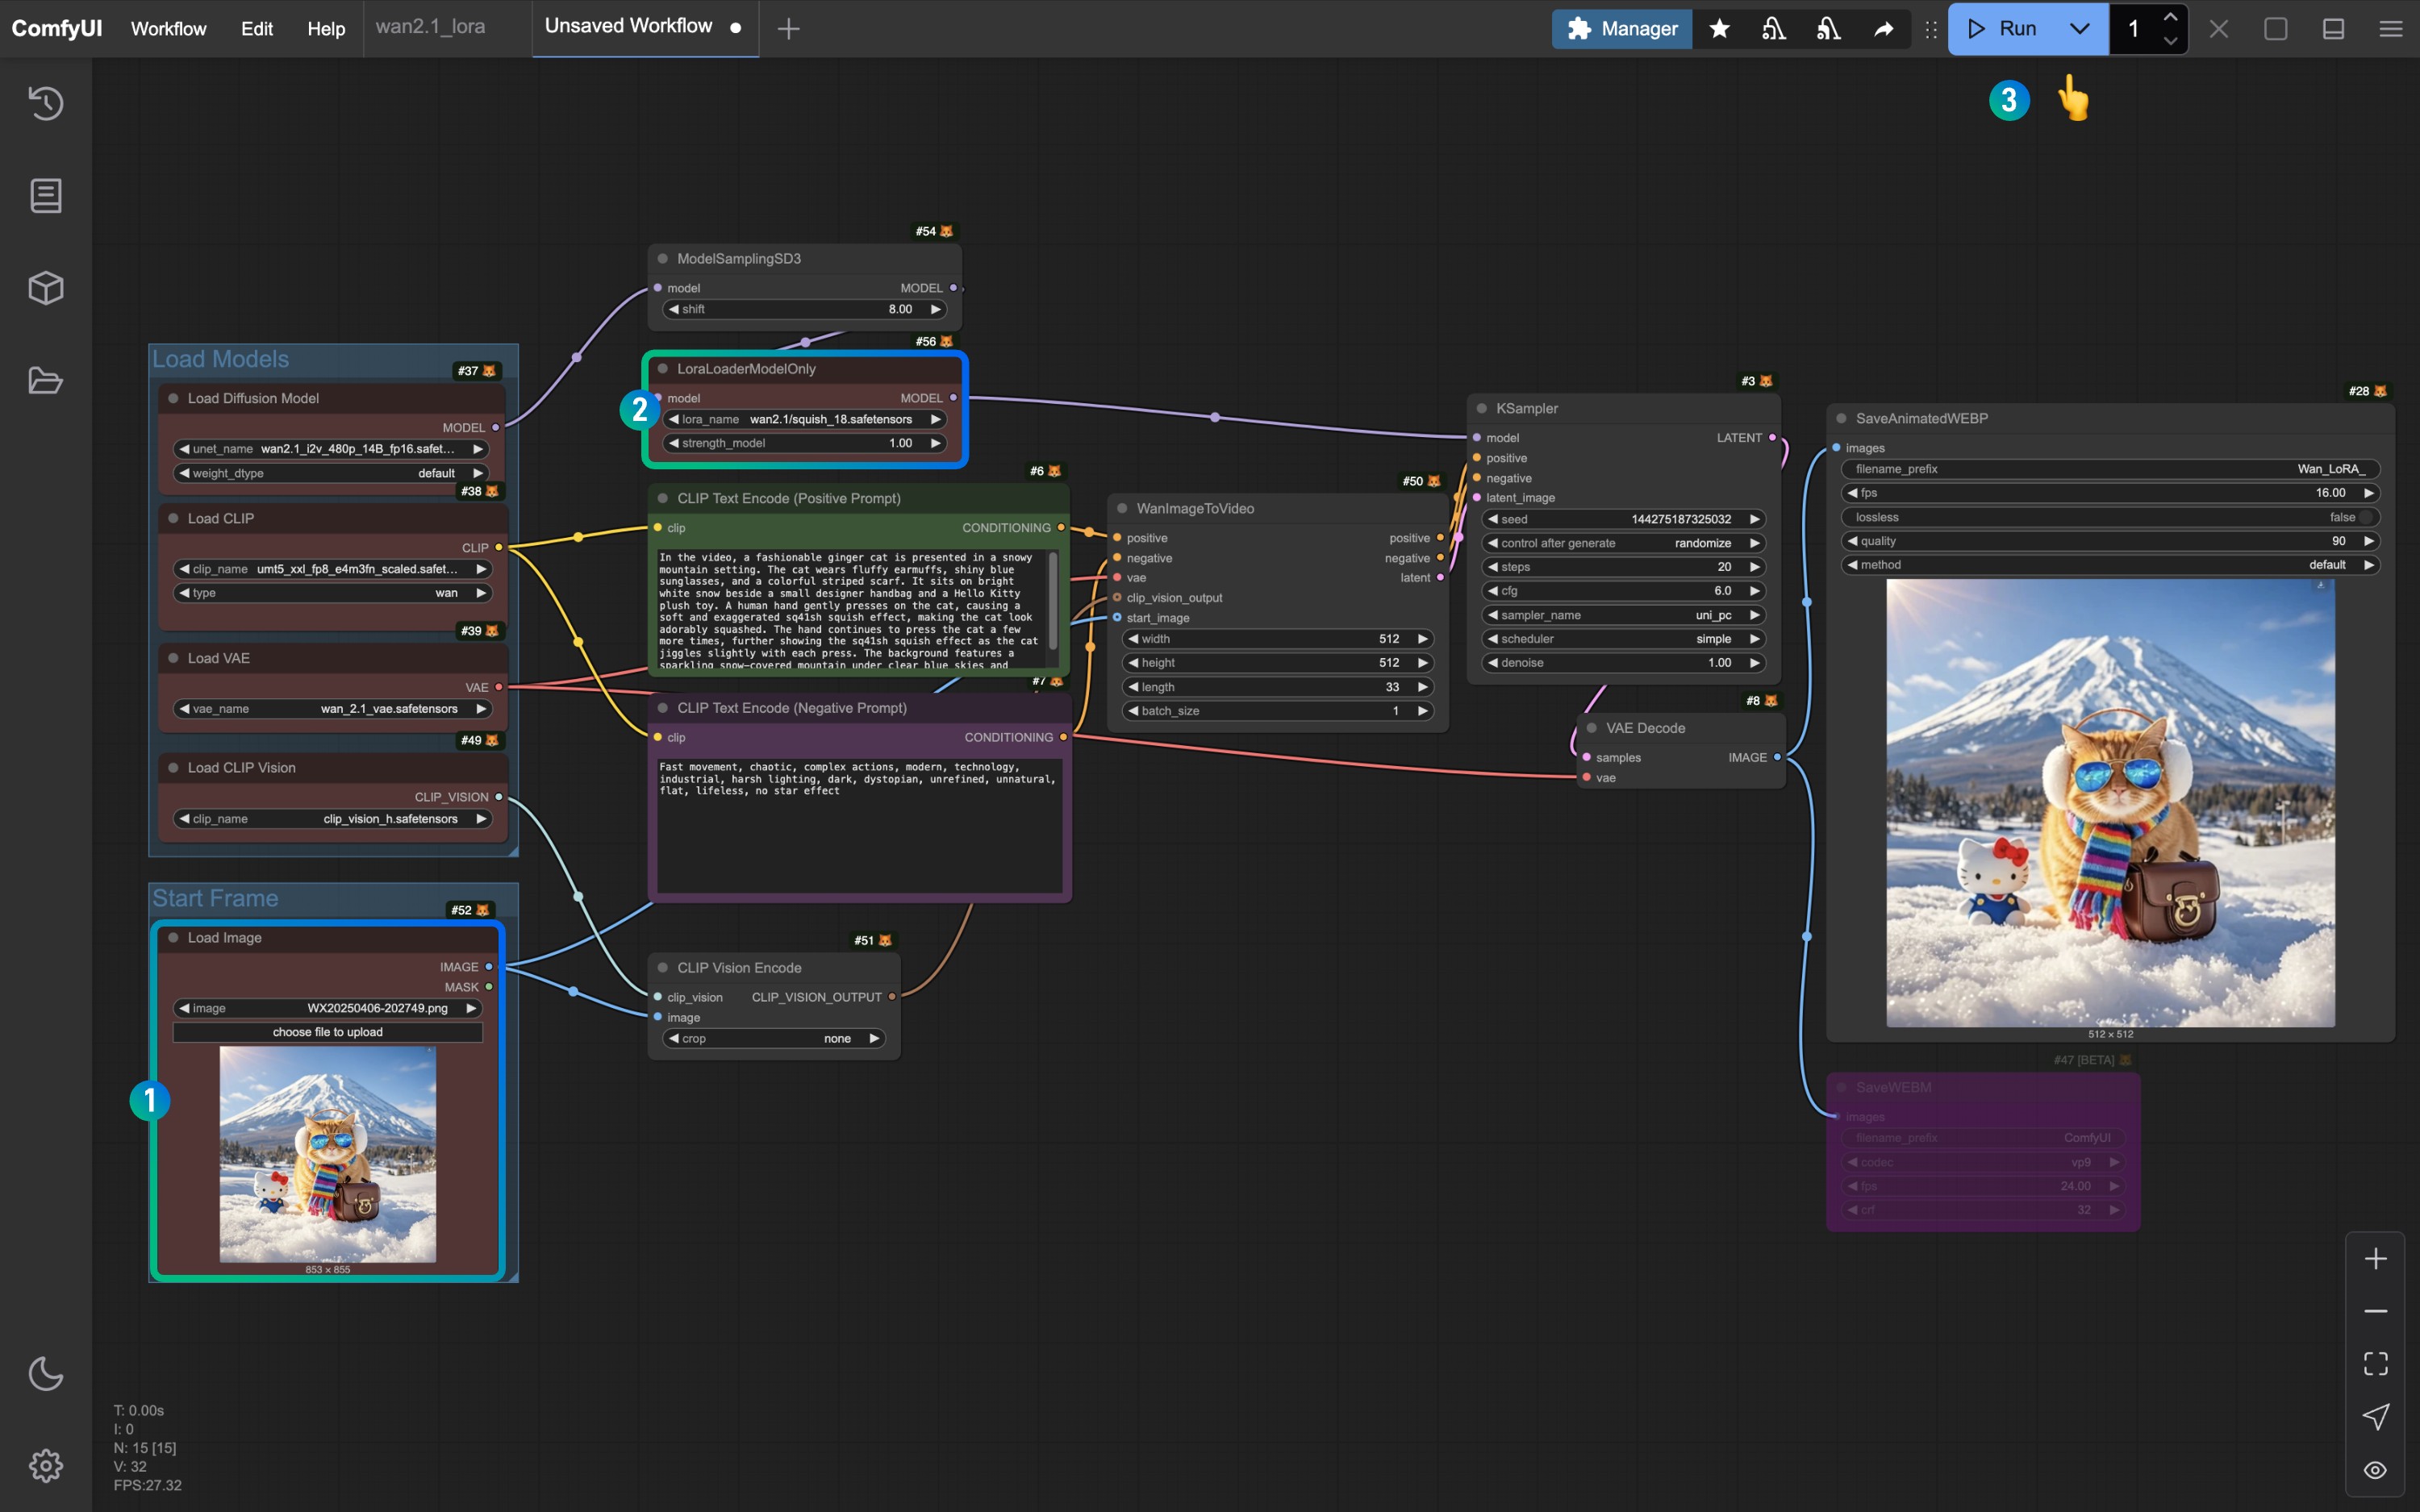 ComfyUI
Workflow
Edit
Help
wan2.1_lora
Unsaved Workflow
Manager
Run
1
3
#54
ModelSamplingSD3
model MODEL
shift 8.00
Load Models
#37
Load Diffusion Model
MODEL
unet_name wan2.1_i2v_480p_14B_fp16.safet...
weight_dtype default
#38
Load CLIP
CLIP
clip_name umt5_xxl_fp8_e4m3fn_scaled.safet...
type wan
#39
Load VAE
VAE
vae_name wan_2.1_vae.safetensors
#49
Load CLIP Vision
CLIP_VISION
clip_name clip_vision_h.safetensors
Start Frame
#52
Load Image
IMAGE
MASK
image WX20250406-202749.png
choose file to upload
1
853 × 855
#56
LoraLoaderModelOnly
2
model MODEL
lora_name wan2.1/squish_18.safetensors
strength_model 1.00
#6
CLIP Text Encode (Positive Prompt)
clip CONDITIONING
In the video, a fashionable ginger cat is presented in a snowy
mountain setting. The cat wears fluffy earmuffs, shiny blue
sunglasses, and a colorful striped scarf. It sits on bright
white snow beside a small designer handbag and a Hello Kitty
plush toy. A human hand gently presses on the cat, causing a
soft and exaggerated sq41sh squish effect, making the cat look
adorably squashed. The hand continues to press the cat a few
more times, further showing the sq41sh squish effect as the cat
jiggles slightly with each press. The background features a
sparkling snow-covered mountain under clear blue skies and
#7
CLIP Text Encode (Negative Prompt)
clip CONDITIONING
Fast movement, chaotic, complex actions, modern, technology,
industrial, harsh lighting, dark, dystopian, unrefined, unnatural,
flat, lifeless, no star effect
#51
CLIP Vision Encode
clip_vision CLIP_VISION_OUTPUT
image
crop none
#50
WanImageToVideo
positive positive
negative negative
vae latent
clip_vision_output
start_image
width 512
height 512
length 33
batch_size 1
#3
KSampler
model LATENT
positive
negative
latent_image
seed 144275187325032
control after generate randomize
steps 20
cfg 6.0
sampler_name uni_pc
scheduler simple
denoise 1.00
#8
VAE Decode
samples IMAGE
vae
#28
SaveAnimatedWEBP
images
filename_prefix Wan_LoRA_
fps 16.00
lossless false
quality 90
method default
512 × 512
#47 [BETA]
SaveWEBM
images
filename_prefix ComfyUI
codec vp9
fps 24.00
crf 32
T: 0.00s
I: 0
N: 15 [15]
V: 32
FPS:27.32